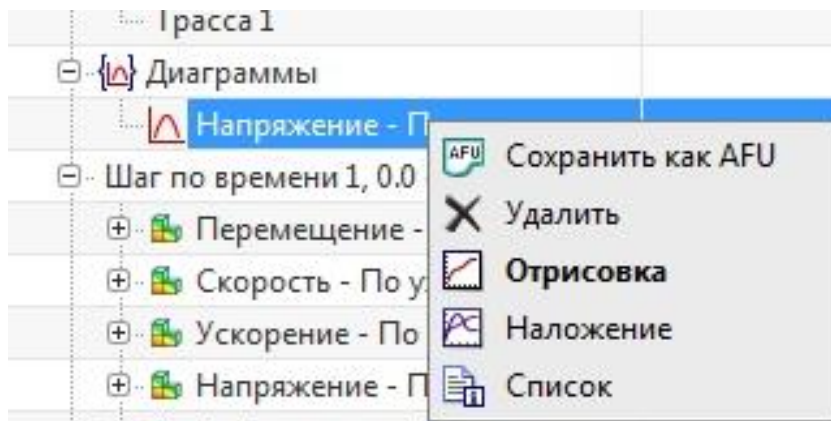 Трасса 1
Диаграммы
Напряжение - П
Шаг по времени 1, 0.0
Перемещение -
Скорость - По у
Ускорение - По
Напряжение - П
AFU Сохранить как AFU
Удалить
Отрисовка
Наложение
Список